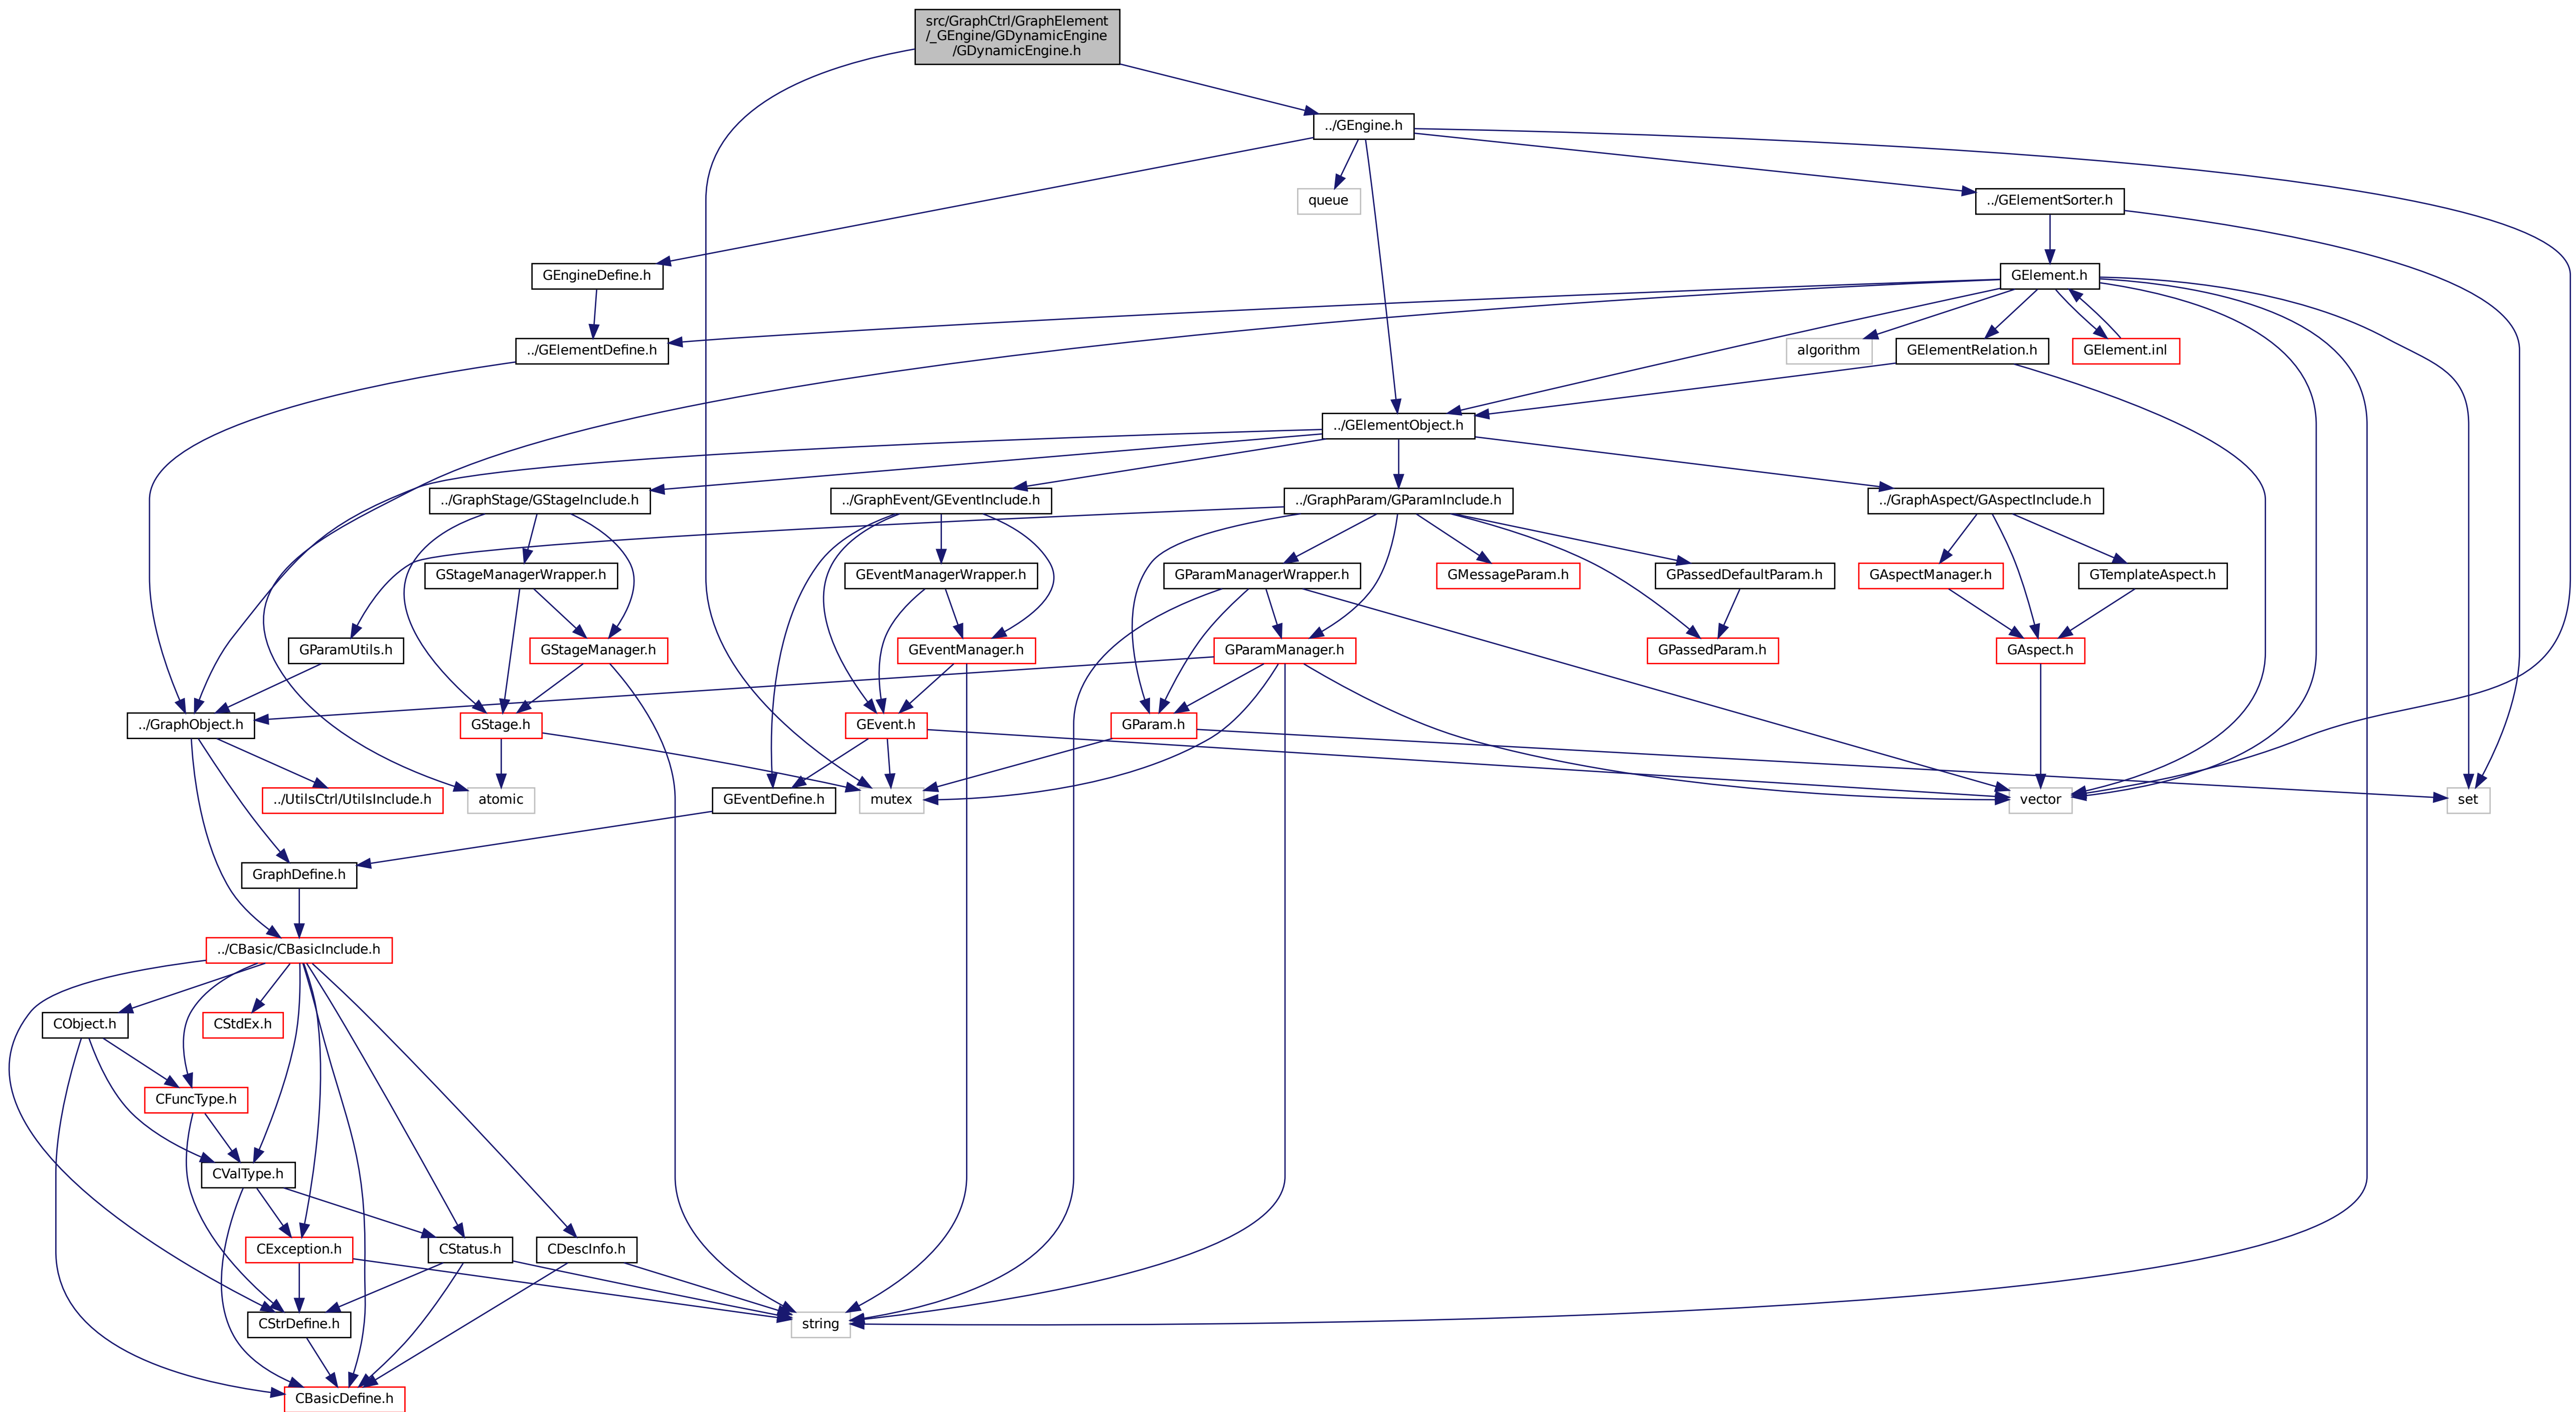 src/GraphCtrl/GraphElement
/_GEngine/GDynamicEngine
/GDynamicEngine.h
../GEngine.h
queue
../GElementSorter.h
GEngineDefine.h
GElement.h
../GElementDefine.h
algorithm
GElementRelation.h
GElement.inl
../GElementObject.h
../GraphStage/GStageInclude.h
../GraphEvent/GEventInclude.h
../GraphParam/GParamInclude.h
../GraphAspect/GAspectInclude.h
GStageManagerWrapper.h
GEventManagerWrapper.h
GParamManagerWrapper.h
GMessageParam.h
GPassedDefaultParam.h
GAspectManager.h
GTemplateAspect.h
GParamUtils.h
GStageManager.h
GEventManager.h
GParamManager.h
GPassedParam.h
GAspect.h
../GraphObject.h
GStage.h
GEvent.h
GParam.h
../UtilsCtrl/UtilsInclude.h
atomic
GEventDefine.h
mutex
vector
set
GraphDefine.h
../CBasic/CBasicInclude.h
CObject.h
CStdEx.h
CFuncType.h
CValType.h
CException.h
CStatus.h
CDescInfo.h
CStrDefine.h
string
CBasicDefine.h